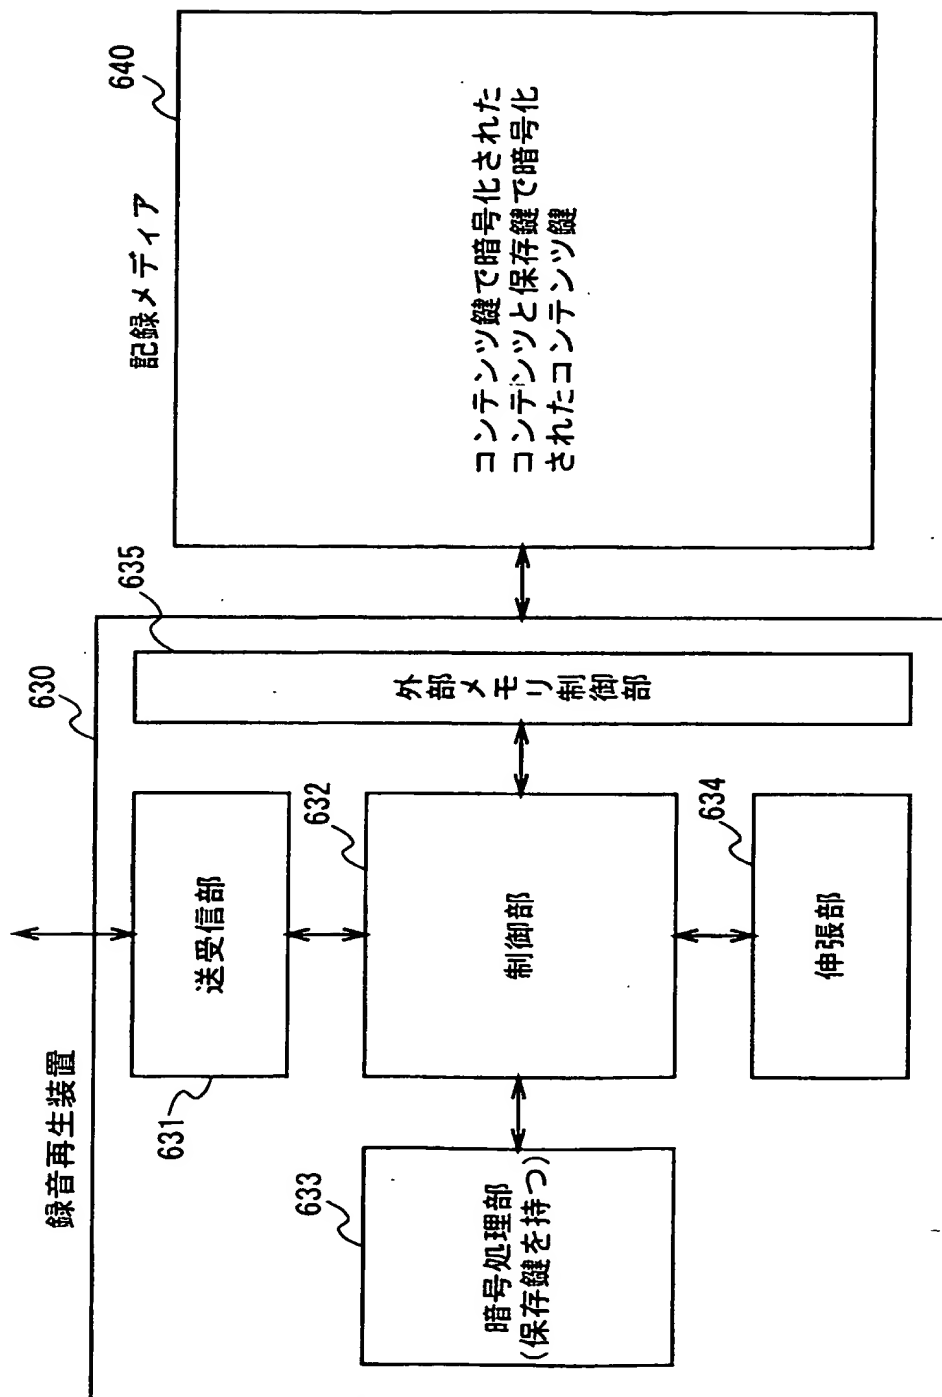 録音再生装置
630
631
送受信部
632
制御部
633
暗号処理部
(保存鍵を持つ)
634
伸張部
635
外部メモリ制御部
記録メディア
640
コンテンツ鍵で暗号化された
コンテンツと保存鍵で暗号化
されたコンテンツ鍵